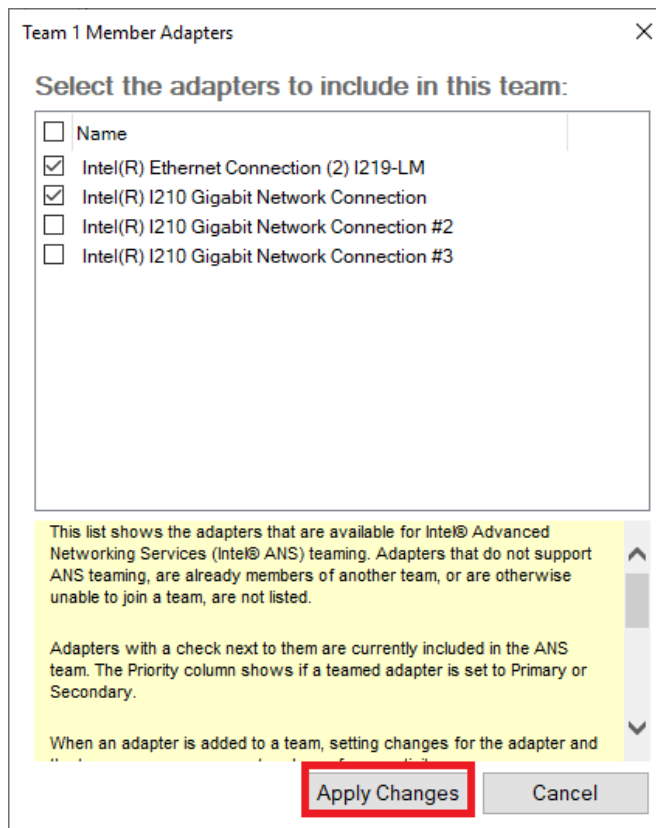 Team 1 Member Adapters
Select the adapters to include in this team:
Name
Intel(R) Ethernet Connection (2) I219-LM
Intel(R) I210 Gigabit Network Connection
Intel(R) I210 Gigabit Network Connection #2
Intel(R) I210 Gigabit Network Connection #3
This list shows the adapters that are available for Intel® Advanced
Networking Services (Intel® ANS) teaming. Adapters that do not support
ANS teaming, are already members of another team, or are otherwise
unable to join a team, are not listed.
Adapters with a check next to them are currently included in the ANS
team. The Priority column shows if a teamed adapter is set to Primary or
Secondary.
When an adapter is added to a team, setting changes for the adapter and
Apply Changes
Cancel